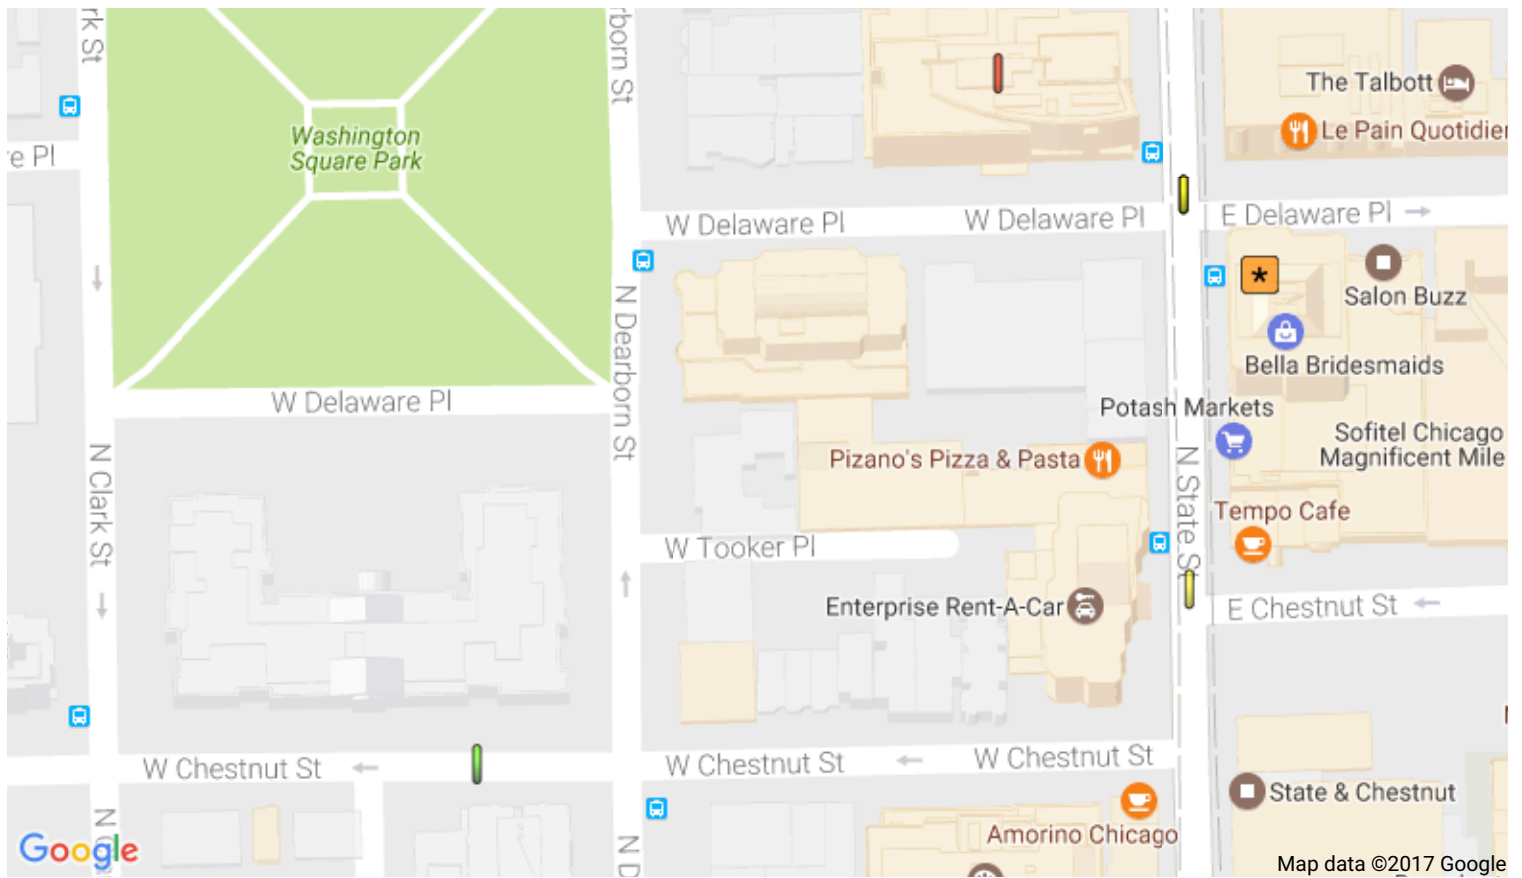 rk St
rborn St
The Talbott
Le Pain Quotidien
Washington
Square Park
re Pl
W Delaware Pl
W Delaware Pl
E Delaware Pl
*
Salon Buzz
N Dearborn St
Bella Bridesmaids
W Delaware Pl
Potash Markets
Sofitel Chicago
Magnificent Mile
Pizano's Pizza & Pasta
N Clark St
N State St
Tempo Cafe
W Tooker Pl
Enterprise Rent-A-Car
E Chestnut St
W Chestnut St
W Chestnut St
W Chestnut St
State & Chestnut
Amorino Chicago
N D
Google
Map data ©2017 Google